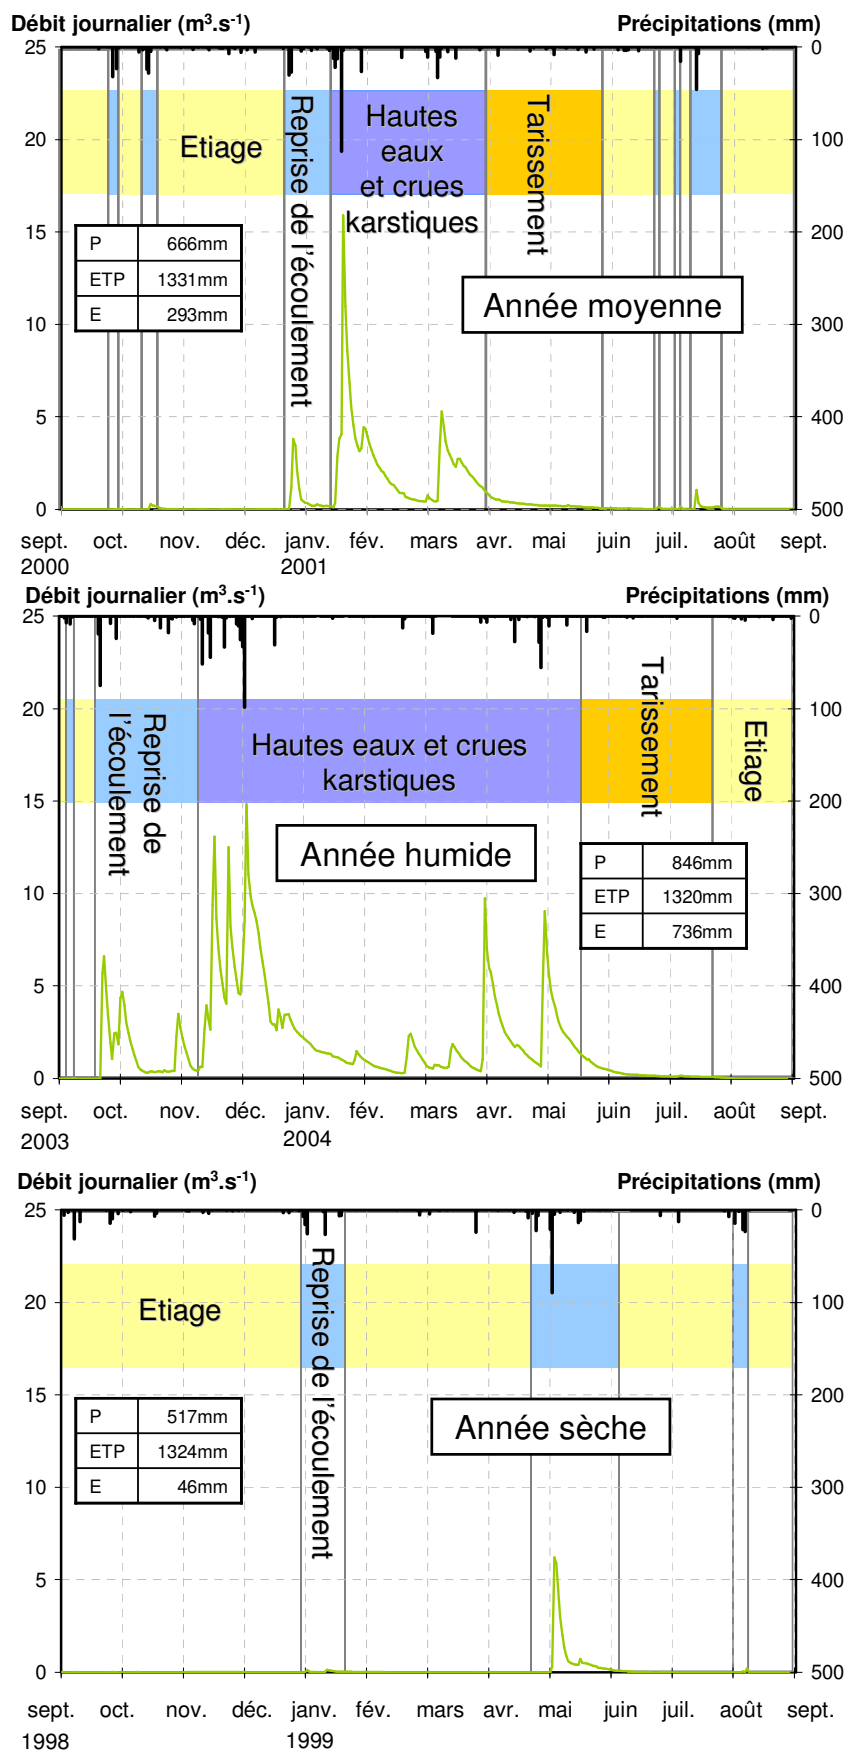 Débit journalier (m³.s⁻¹) Précipitations (mm)
25 0
20 100
15 200
10 300
5 400
0 500
Etiage
Reprise de l'écoulement
Hautes
eaux
et crues
karstiques
Tarissement
P 666mm
ETP 1331mm
E 293mm
Année moyenne
sept. oct. nov. déc. janv. fév. mars avr. mai juin juil. août sept.
2000 2001
Débit journalier (m³.s⁻¹) Précipitations (mm)
25 0
20 100
15 200
10 300
5 400
0 500
Reprise de
l'écoulement
Hautes eaux et crues
karstiques
Tarissement
Etiage
Année humide
P 846mm
ETP 1320mm
E 736mm
sept. oct. nov. déc. janv. fév. mars avr. mai juin juil. août sept.
2003 2004
Débit journalier (m³.s⁻¹) Précipitations (mm)
25 0
20 100
15 200
10 300
5 400
0 500
Etiage
Reprise de l'écoulement
P 517mm
ETP 1324mm
E 46mm
Année sèche
sept. oct. nov. déc. janv. fév. mars avr. mai juin juil. août sept.
1998 1999